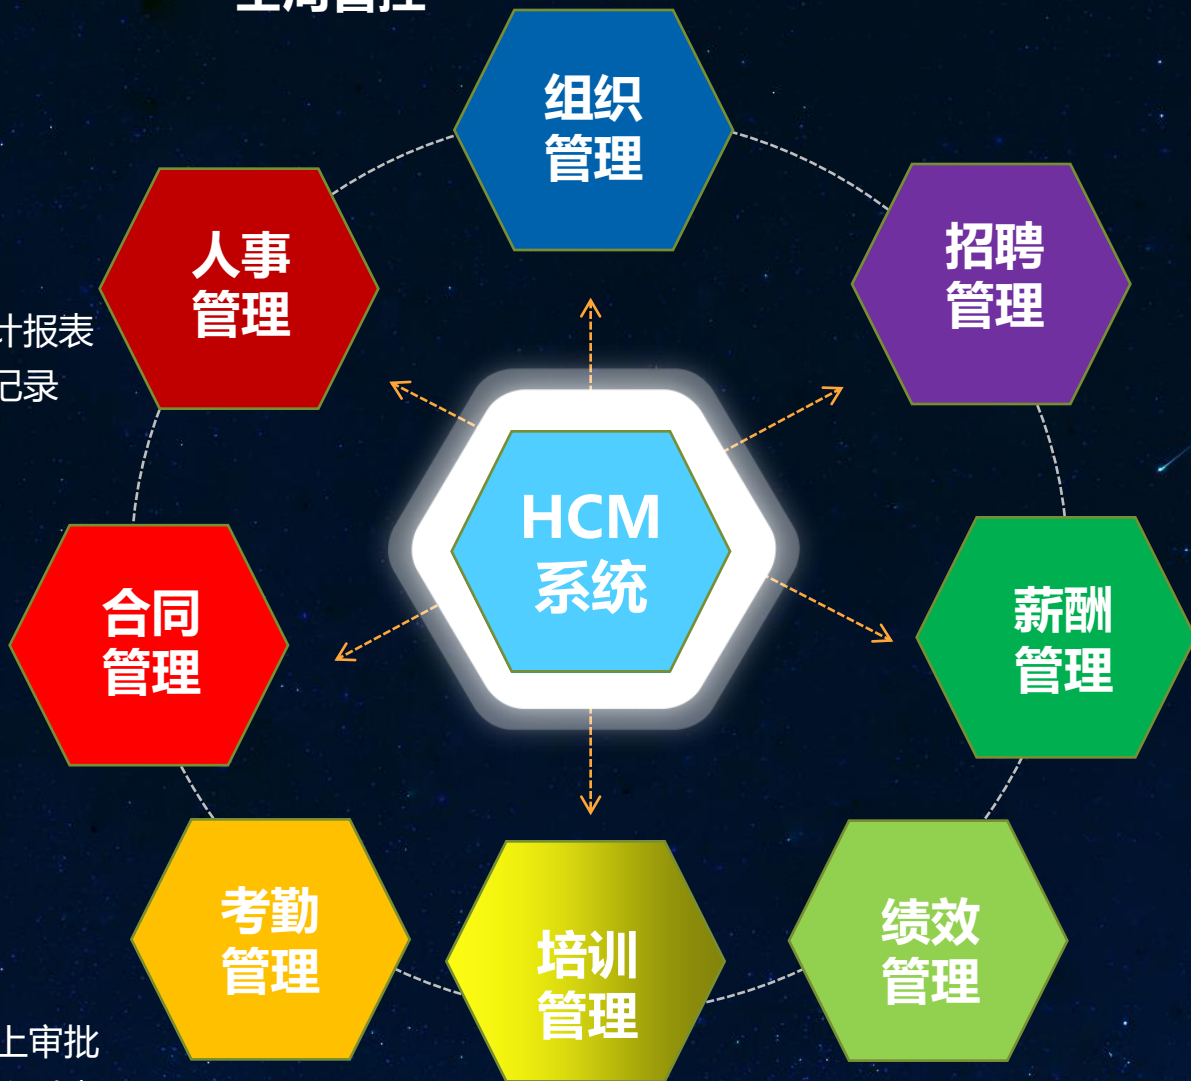 组织
管理
人事
管理
招聘
管理
计报表
记录
HCM
系统
合同
管理
薪酬
管理
考勤
管理
培训
管理
绩效
管理
上审批